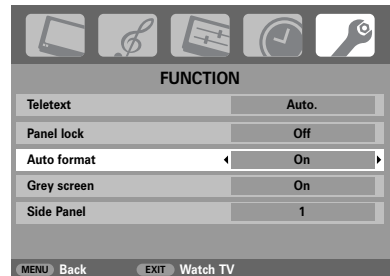 FUNCTION
Teletext Auto.
Panel lock Off
Auto format On
Grey screen On
Side Panel 1
MENU Back EXIT Watch TV